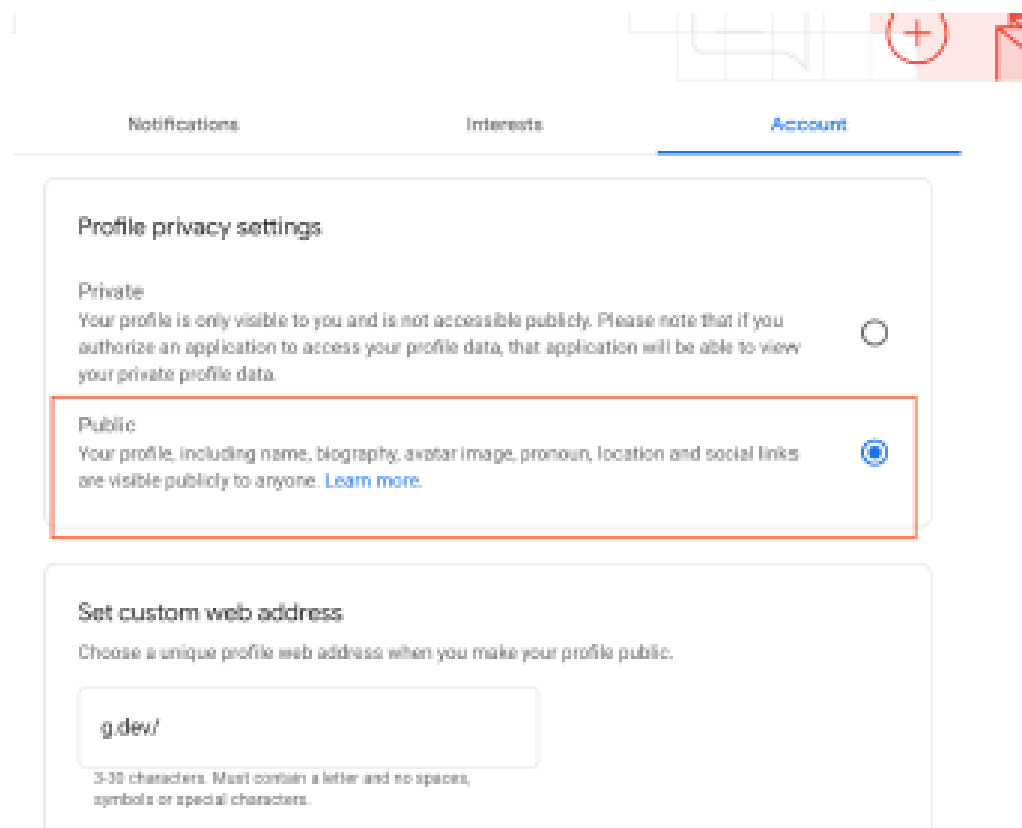 Notifications
Interests
Account
Profile privacy settings
Private
Your profile is only visible to you and is not accessible publicly. Please note that if you
authorize an application to access your profile data, that application will be able to view
your private profile data.
Public
Your profile, including name, biography, avatar image, pronoun, location and social links
are visible publicly to anyone. Learn more.
Set custom web address
Choose a unique profile web address when you make your profile public.
g.dev/
3-30 characters. Must contain a letter and no spaces,
symbols or special characters.